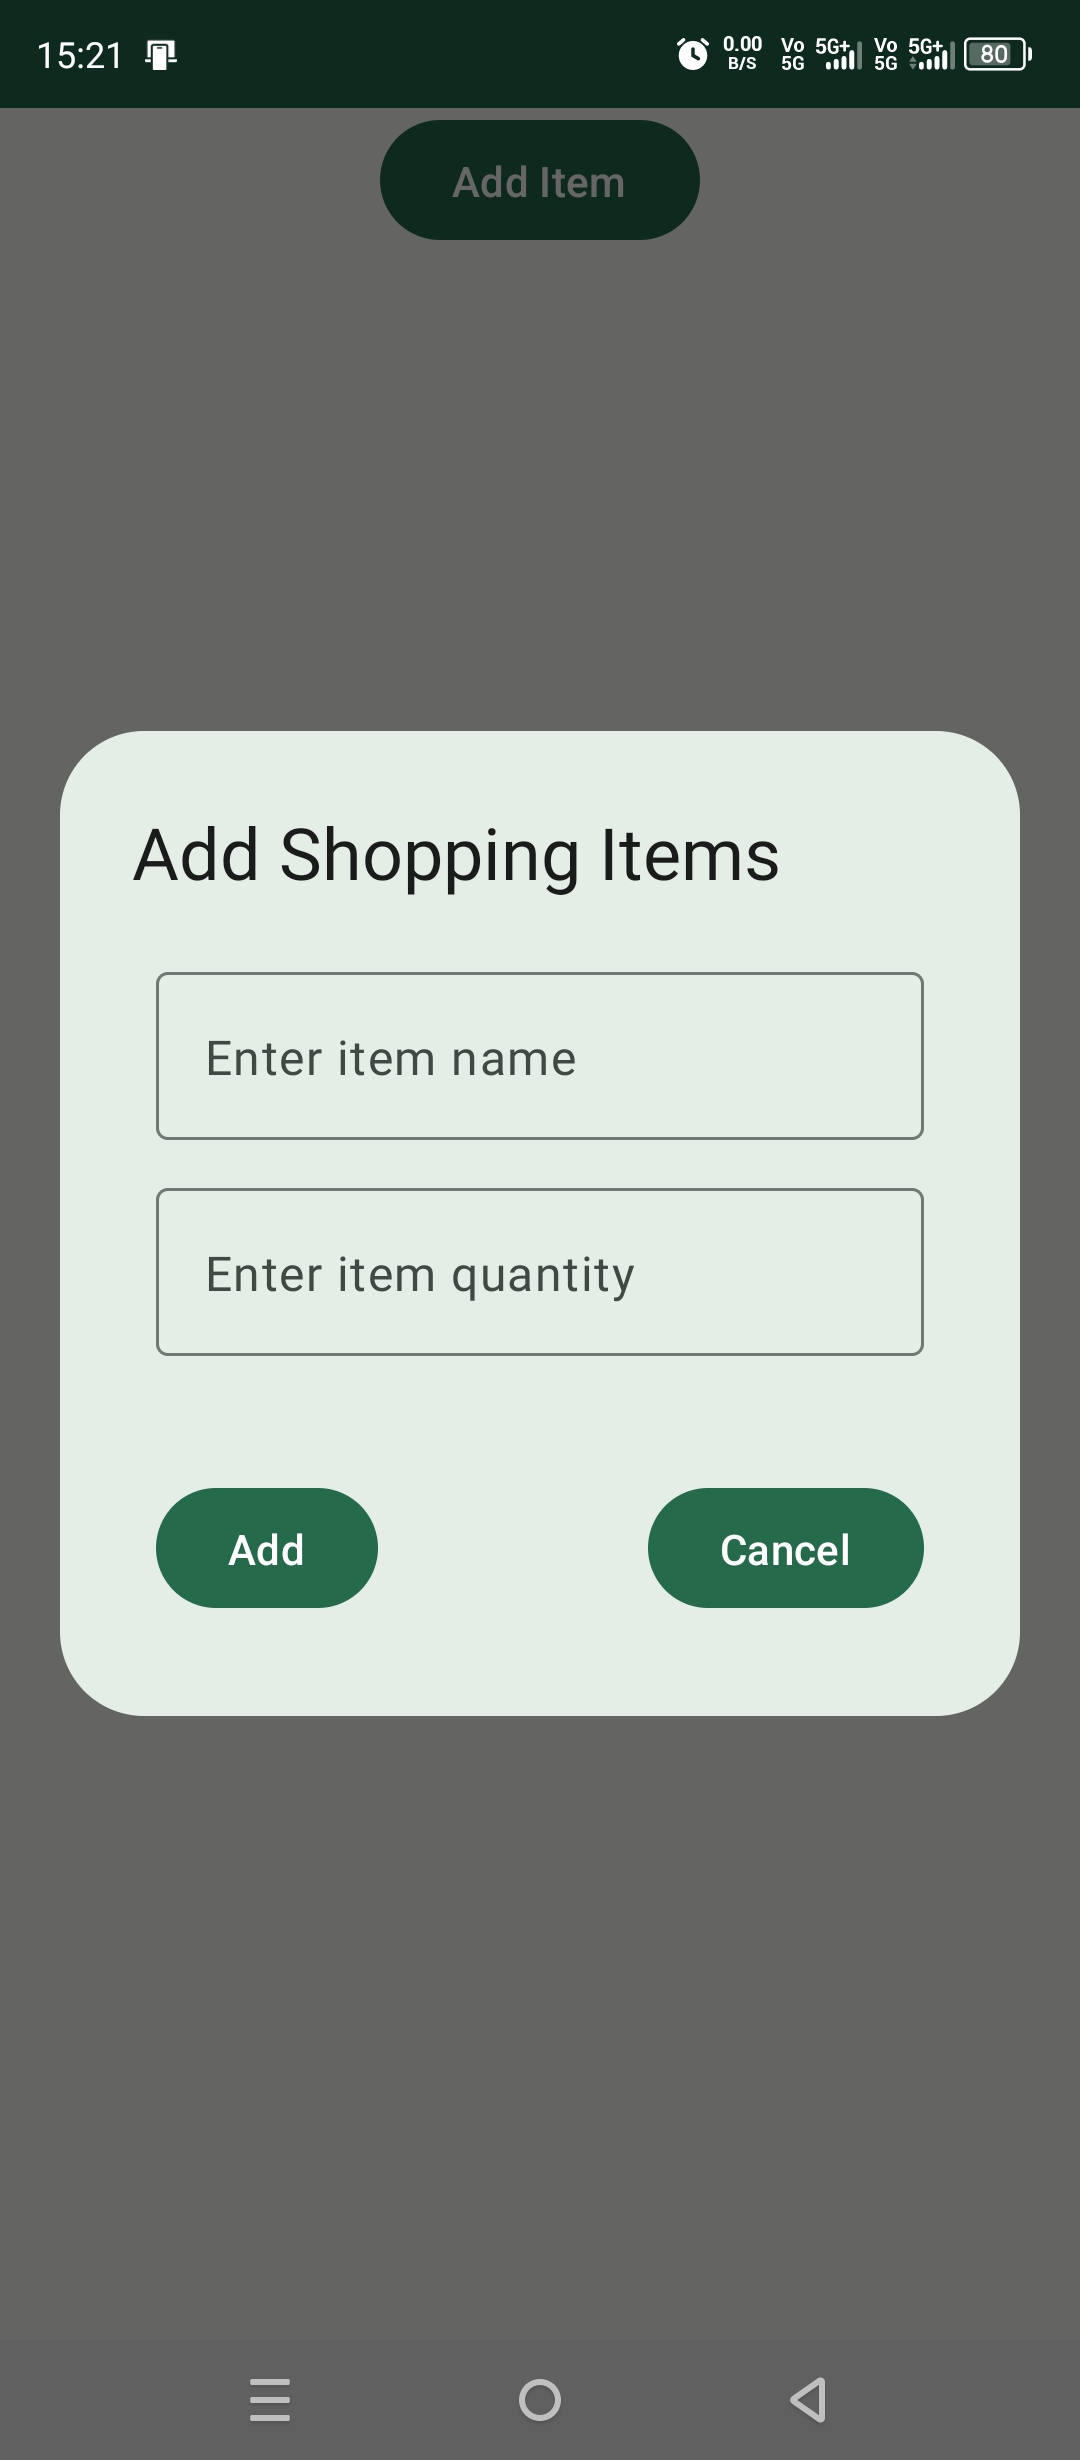 15:21 0.00 B/S Vo 5G 5G+ Vo 5G 5G+ 80
Add Item
Add Shopping Items
Enter item name
Enter item quantity
Add Cancel